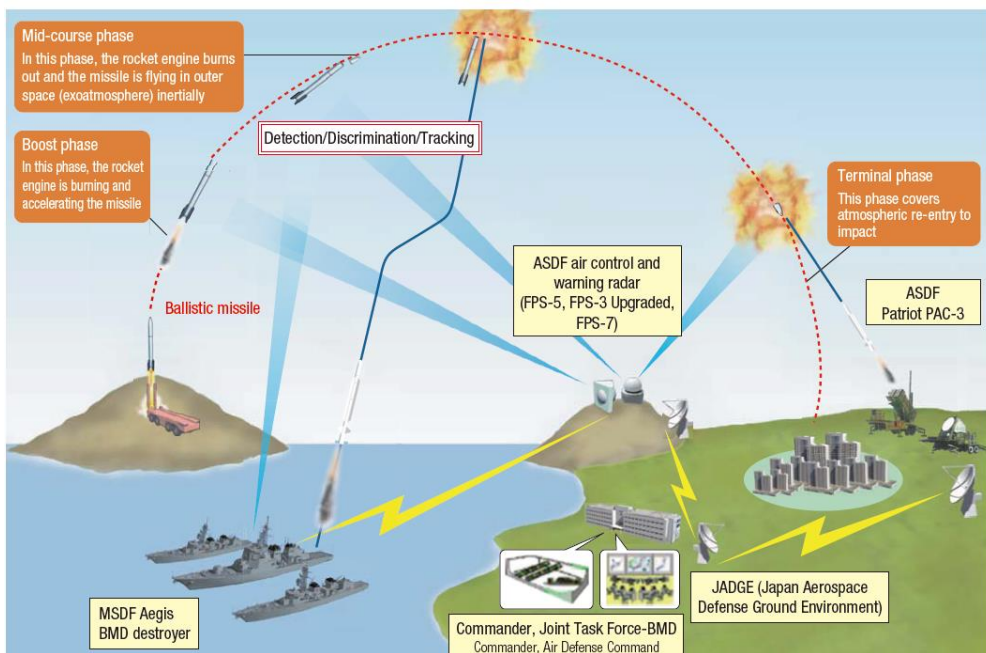 Mid-course phase
In this phase, the rocket engine burns
out and the missile is flying in outer
space (exoatmosphere) inertially
Boost phase
In this phase, the rocket
engine is burning and
accelerating the missile
Detection/Discrimination/Tracking
Terminal phase
This phase covers
atmospheric re-entry to
impact
Ballistic missile
ASDF air control and
warning radar
(FPS-5, FPS-3 Upgraded,
FPS-7)
ASDF
Patriot PAC-3
MSDF Aegis
BMD destroyer
JADGE (Japan Aerospace
Defense Ground Environment)
Commander, Joint Task Force-BMD
Commander, Air Defense Command